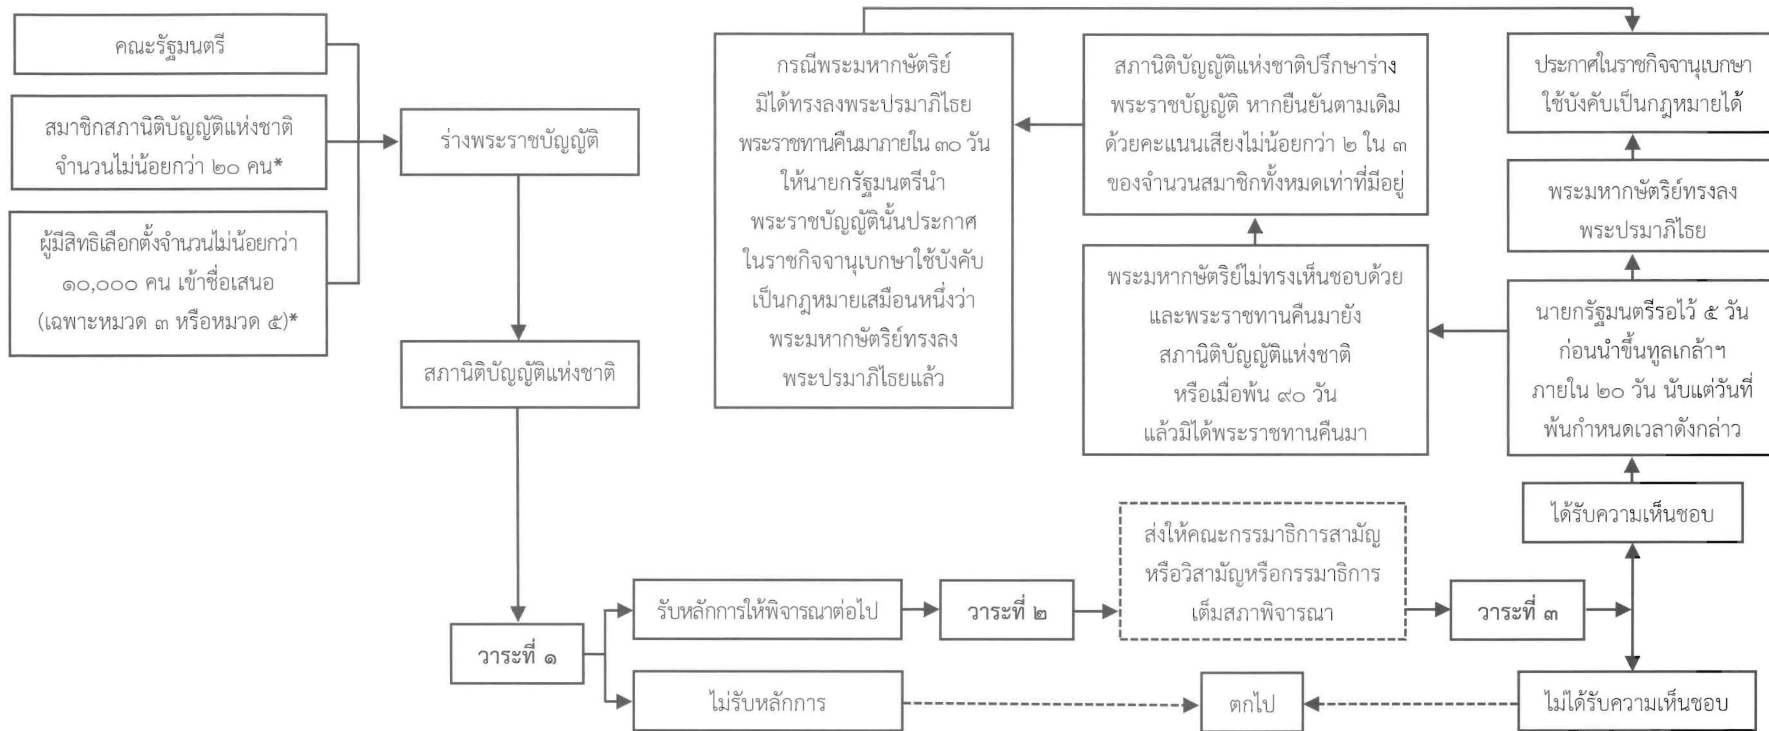 คณะรัฐมนตรี
สมาชิกสภานิติบัญญัติแห่งชาติ
จำนวนไม่น้อยกว่า ๒๐ คน*
ผู้มีสิทธิเลือกตั้งจำนวนไม่น้อยกว่า
๑๐,๐๐๐ คน เข้าชื่อเสนอ
(เฉพาะหมวด ๓ หรือหมวด ๕)*
ร่างพระราชบัญญัติ
สภานิติบัญญัติแห่งชาติ
วาระที่ ๑
รับหลักการให้พิจารณาต่อไป
ไม่รับหลักการ
วาระที่ ๒
ส่งให้คณะกรรมาธิการสามัญ
หรือวิสามัญหรือกรรมาธิการ
เต็มสภาพิจารณา
วาระที่ ๓
ตกไป
ได้รับความเห็นชอบ
ไม่ได้รับความเห็นชอบ
นายกรัฐมนตรีรอไว้ ๕ วัน
ก่อนนำขึ้นทูลเกล้าฯ
ภายใน ๒๐ วัน นับแต่วันที่
พ้นกำหนดเวลาดังกล่าว
พระมหากษัตริย์ทรงลง
พระปรมาภิไธย
ประกาศในราชกิจจานุเบกษา
ใช้บังคับเป็นกฎหมายได้
พระมหากษัตริย์ไม่ทรงเห็นชอบด้วย
และพระราชทานคืนมายัง
สภานิติบัญญัติแห่งชาติ
หรือเมื่อพ้น ๙๐ วัน
แล้วมิได้พระราชทานคืนมา
สภานิติบัญญัติแห่งชาติปรึกษาร่าง
พระราชบัญญัติ หากยืนยันตามเดิม
ด้วยคะแนนเสียงไม่น้อยกว่า ๒ ใน ๓
ของจำนวนสมาชิกทั้งหมดเท่าที่มีอยู่
กรณีพระมหากษัตริย์
มิได้ทรงลงพระปรมาภิไธย
พระราชทานคืนมาภายใน ๓๐ วัน
ให้นายกรัฐมนตรีนำ
พระราชบัญญัตินั้นประกาศ
ในราชกิจจานุเบกษาใช้บังคับ
เป็นกฎหมายเสมือนหนึ่งว่า
พระมหากษัตริย์ทรงลง
พระปรมาภิไธยแล้ว